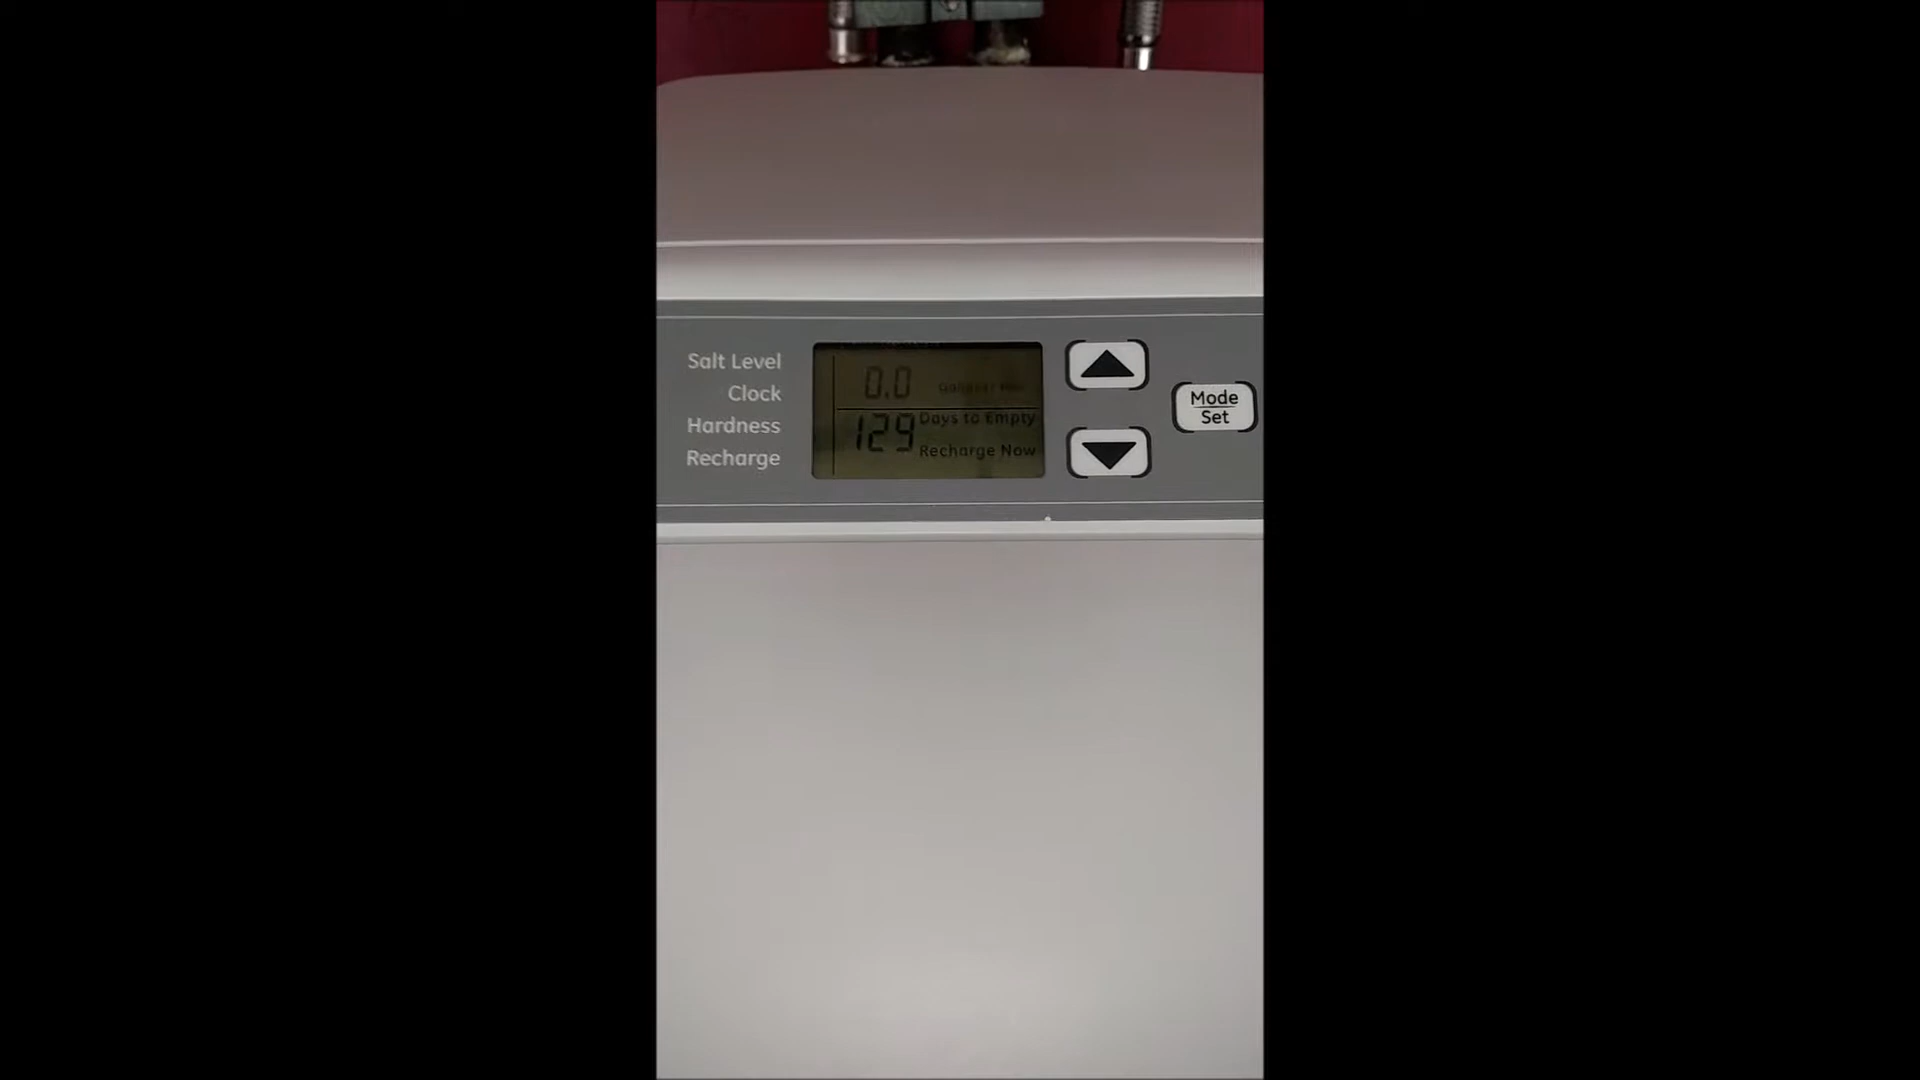 Salt Level
Clock
Hardness
Recharge
0.0
129 Days to Empty
Recharge Now
Mode
Set